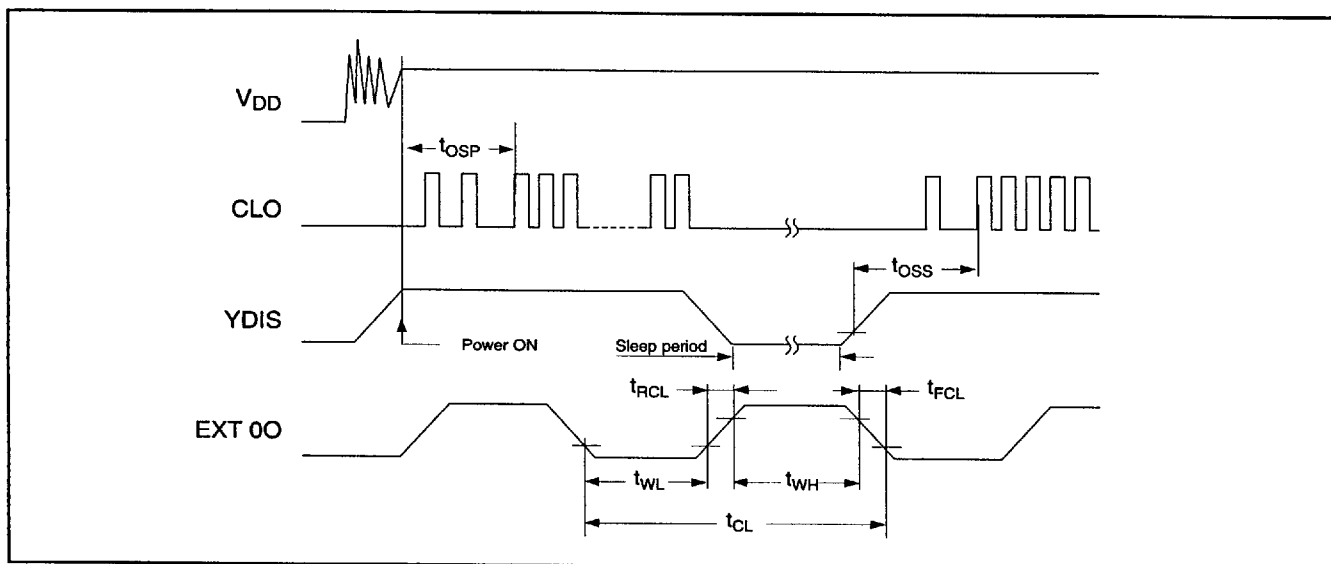 VDD
tOSP
CLO
tOSS
YDIS
Power ON
Sleep period
tRCL
tFCL
EXT 0O
tWL
tWH
tCL